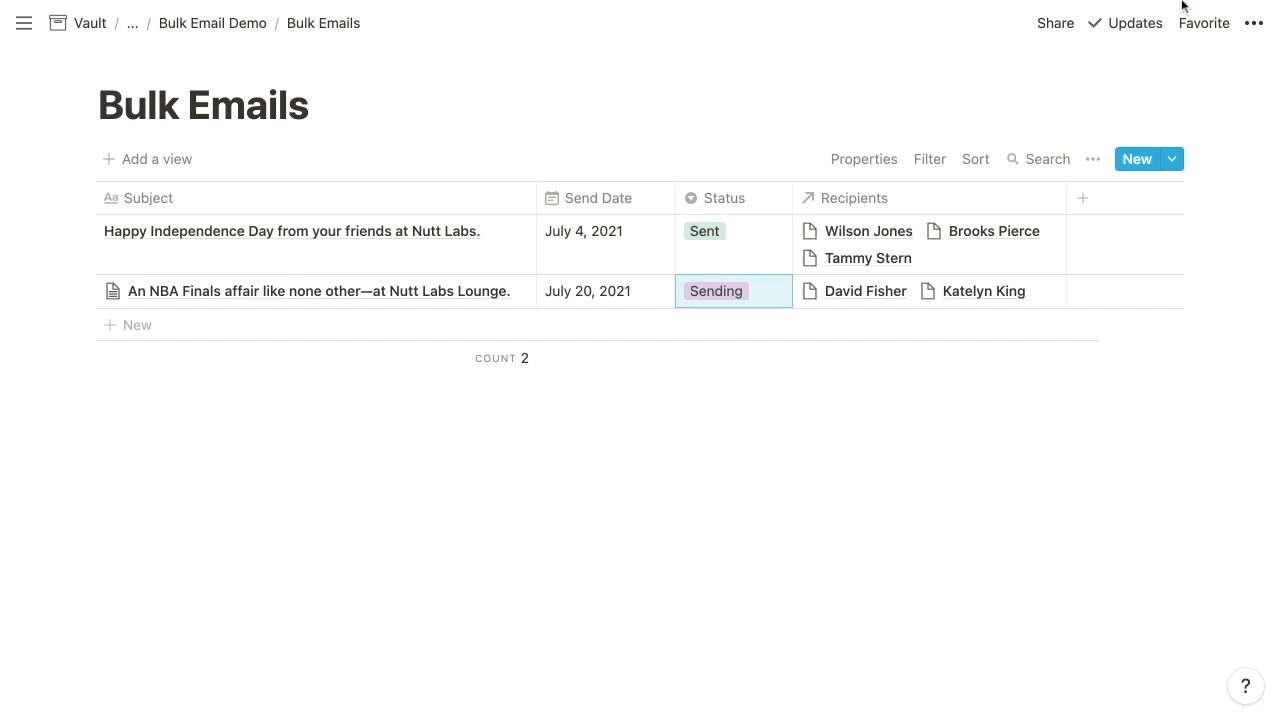 Vault / ... / Bulk Email Demo / Bulk Emails Share Updates Favorite
Bulk Emails
Add a view Properties Filter Sort Search New
Aa Subject Send Date Status Recipients
Happy Independence Day from your friends at Nutt Labs. July 4, 2021 Sent Wilson Jones Brooks Pierce
Tammy Stern
An NBA Finals affair like none other—at Nutt Labs Lounge. July 20, 2021 Sending David Fisher Katelyn King
New
COUNT 2
?